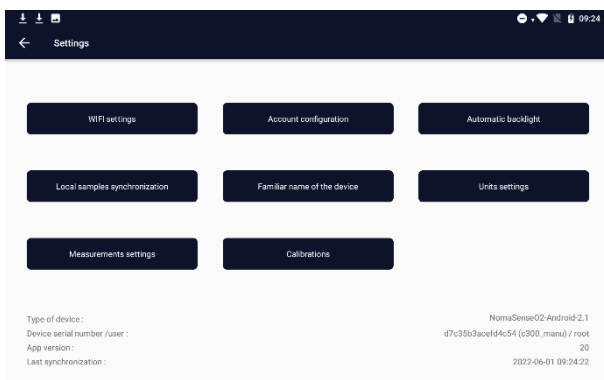 09:24
Settings
WIFI settings
Account configuration
Automatic backlight
Local samples synchronization
Familiar name of the device
Units settings
Measurements settings
Calibrations
Type of device :
NomaSenseO2-Android-2.1
Device serial number /user :
d7c35b3acefd4c54 (c300_manu) / root
App version :
20
Last synchronization :
2022-06-01 09:24:22